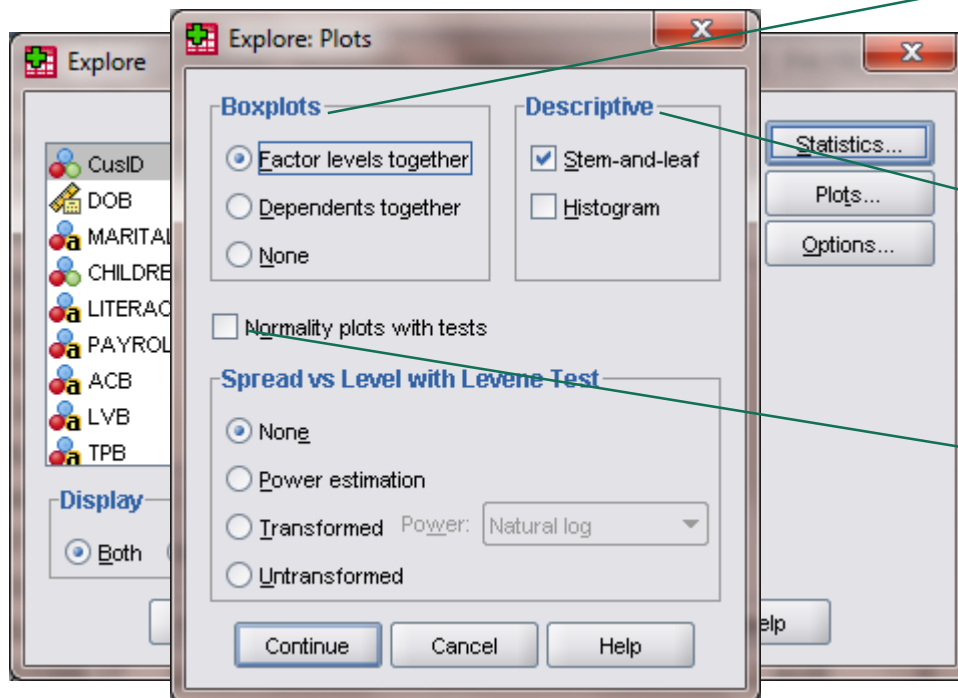 Explore
Explore: Plots
Boxplots
Factor levels together
Dependents together
None
Descriptive
Stem-and-leaf
Histogram
Normality plots with tests
Spread vs Level with Levene Test
None
Power estimation
Transformed Power: Natural log
Untransformed
Continue Cancel Help
CusID
DOB
MARITAL
CHILDRE
LITERAC
PAYROL
ACB
LVB
TPB
Display
Both
Statistics...
Plots...
Options...
elp